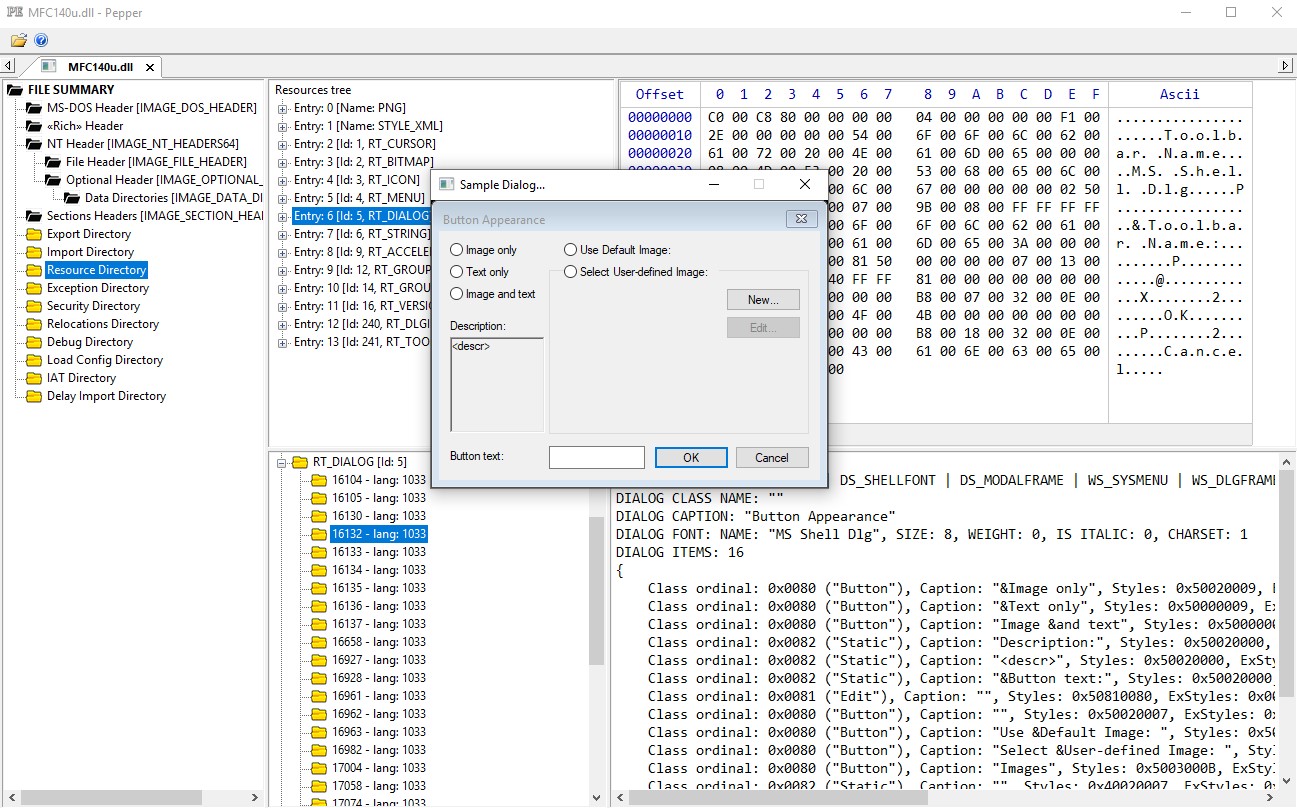 MFC140u.dll - Pepper
MFC140u.dll
FILE SUMMARY
MS-DOS Header [IMAGE_DOS_HEADER]
«Rich» Header
NT Header [IMAGE_NT_HEADERS64]
File Header [IMAGE_FILE_HEADER]
Optional Header [IMAGE_OPTIONAL_
Data Directories [IMAGE_DATA_DI
Sections Headers [IMAGE_SECTION_HEA
Export Directory
Import Directory
Resource Directory
Exception Directory
Security Directory
Relocations Directory
Debug Directory
Load Config Directory
IAT Directory
Delay Import Directory
Resources tree
Entry: 0 [Name: PNG]
Entry: 1 [Name: STYLE_XML]
Entry: 2 [Id: 1, RT_CURSOR]
Entry: 3 [Id: 2, RT_BITMAP]
Entry: 4 [Id: 3, RT_ICON]
Entry: 5 [Id: 4, RT_MENU]
Entry: 6 [Id: 5, RT_DIALOG
Entry: 7 [Id: 6, RT_STRING]
Entry: 8 [Id: 9, RT_ACCELE
Entry: 9 [Id: 12, RT_GROUP
Entry: 10 [Id: 14, RT_GROU
Entry: 11 [Id: 16, RT_VERSI
Entry: 12 [Id: 240, RT_DLGI
Entry: 13 [Id: 241, RT_TOO
Offset 0 1 2 3 4 5 6 7 8 9 A B C D E F Ascii
00000000 C0 00 C8 80 00 00 00 00 04 00 00 00 00 00 F1 00 ................
00000010 2E 00 00 00 00 00 54 00 6F 00 6F 00 6C 00 62 00 ......T.o.o.l.b.
00000020 61 00 72 00 20 00 4E 00 61 00 6D 00 65 00 00 00 a.r. .N.a.m.e...
20 00 53 00 68 00 65 00 6C 00 ..M.S. .S.h.e.l.
00 6C 00 67 00 00 00 00 00 02 50 l. .D.l.g......P
00 07 00 9B 00 08 00 FF FF FF FF ................
00 6F 00 6F 00 6C 00 62 00 61 00 ..&.T.o.o.l.b.a.
00 61 00 6D 00 65 00 3A 00 00 00 r. .N.a.m.e.:...
00 81 50 00 00 00 00 07 00 13 00 .......P........
40 FF FF 81 00 00 00 00 00 00 00 .....@..........
00 00 00 B8 00 07 00 32 00 0E 00 ...X.......2...
00 4F 00 4B 00 00 00 00 00 00 00 ......O.K.......
00 00 00 B8 00 18 00 32 00 0E 00 ...P.......2...
00 43 00 61 00 6E 00 63 00 65 00 ......C.a.n.c.e.
00 l.....
Sample Dialog...
Button Appearance
Image only
Text only
Image and text
Use Default Image:
Select User-defined Image:
New...
Edit...
Description:
<descr>
Button text:
OK
Cancel
RT_DIALOG [Id: 5]
16104 - lang: 1033
16105 - lang: 1033
16130 - lang: 1033
16132 - lang: 1033
16133 - lang: 1033
16134 - lang: 1033
16135 - lang: 1033
16136 - lang: 1033
16137 - lang: 1033
16658 - lang: 1033
16927 - lang: 1033
16928 - lang: 1033
16961 - lang: 1033
16962 - lang: 1033
16963 - lang: 1033
16982 - lang: 1033
17004 - lang: 1033
17058 - lang: 1033
17074 - lang: 1033
| DS_SHELLFONT | DS_MODALFRAME | WS_SYSMENU | WS_DLGFRAME
DIALOG CLASS NAME: ""
DIALOG CAPTION: "Button Appearance"
DIALOG FONT: NAME: "MS Shell Dlg", SIZE: 8, WEIGHT: 0, IS ITALIC: 0, CHARSET: 1
DIALOG ITEMS: 16
{
Class ordinal: 0x0080 ("Button"), Caption: "&Image only", Styles: 0x50020009, E
Class ordinal: 0x0080 ("Button"), Caption: "&Text only", Styles: 0x50000009, Ex
Class ordinal: 0x0080 ("Button"), Caption: "Image &and text", Styles: 0x5000000
Class ordinal: 0x0082 ("Static"), Caption: "Description:", Styles: 0x50020000,
Class ordinal: 0x0082 ("Static"), Caption: "<descr>", Styles: 0x50020000, ExSty
Class ordinal: 0x0082 ("Static"), Caption: "&Button text:", Styles: 0x50020000
Class ordinal: 0x0081 ("Edit"), Caption: "", Styles: 0x50810080, ExStyles: 0x00
Class ordinal: 0x0080 ("Button"), Caption: "", Styles: 0x50020007, ExStyles: 0x
Class ordinal: 0x0080 ("Button"), Caption: "Use &Default Image: ", Styles: 0x50
Class ordinal: 0x0080 ("Button"), Caption: "Select &User-defined Image: ", Sty
Class ordinal: 0x0080 ("Button"), Caption: "Images", Styles: 0x5003000B, ExStyl
Class ordinal: 0x0082 ("Static"), Caption: "", Styles: 0x40020007, ExStyles: 0x